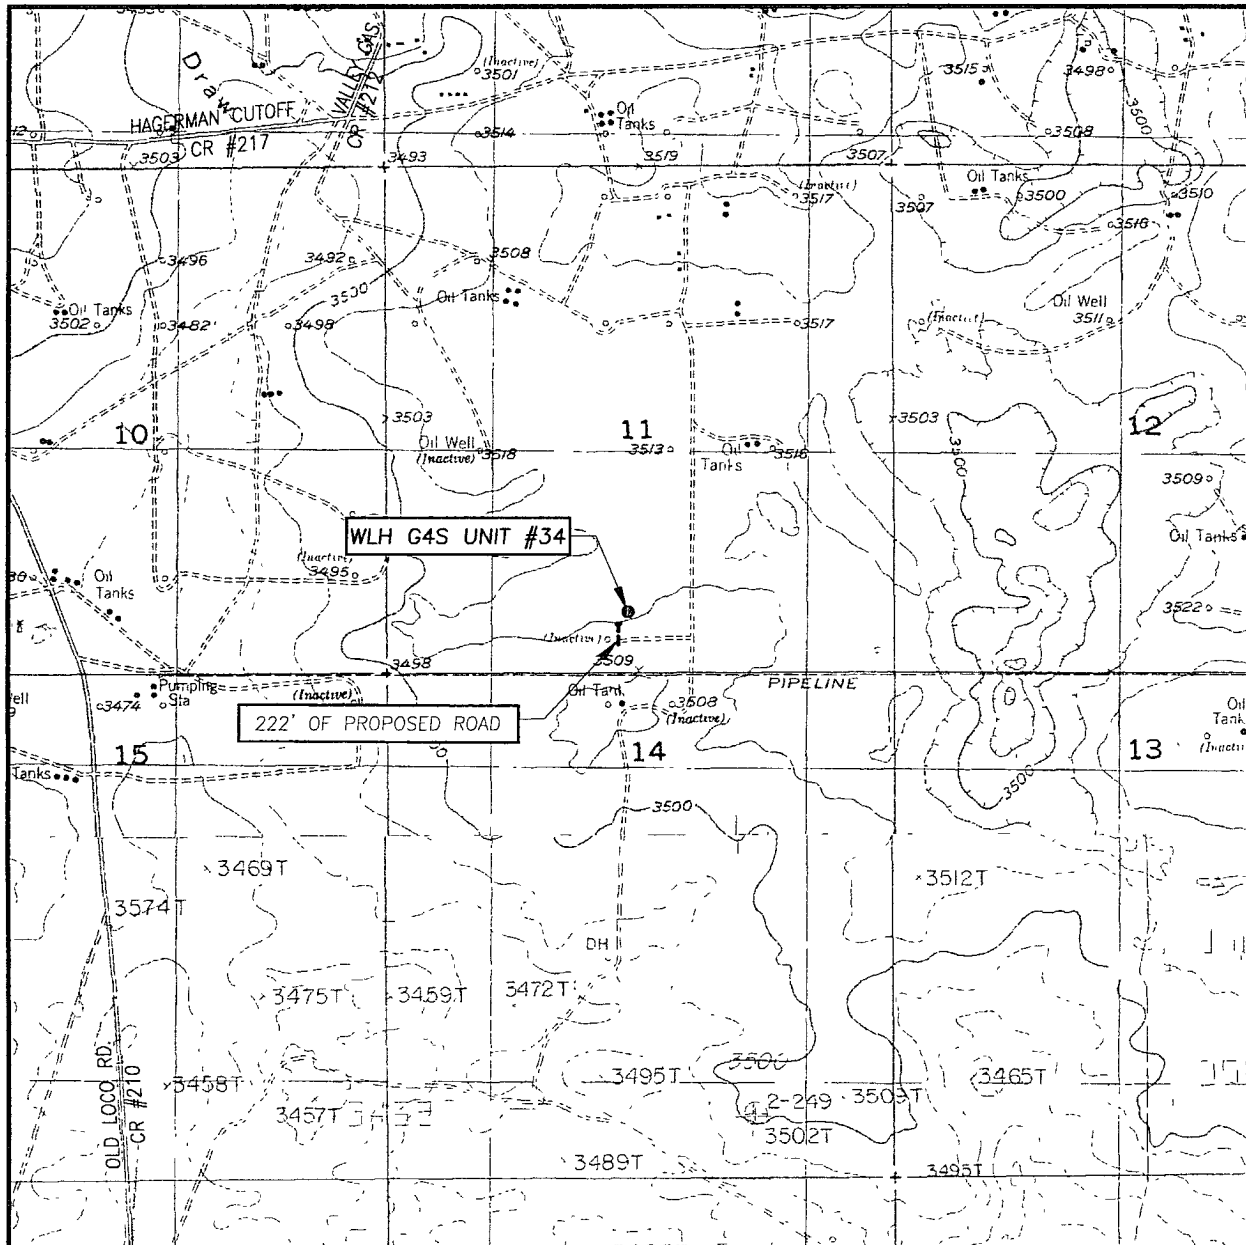 Draw
VALLEY GAS
CR #212
(Inactive)
3501
3515
3498
HAGERMAN CUTOFF
CR #217
Oil
Tanks
3514
3508
3500
3503
3493
3519
3507
(Inactive)
3517
Oil Tanks
3507
3500
3510
3516
3496
3492
3508
3500
Oil Tanks
Oil Tanks
Oil Well
3502
3482
3498
3517
(Inactive)
3511
3503
3503
10
11
12
Oil Well
(Inactive)
3518
3513
Oil
Tanks
3516
3500
3509
WLH G4S UNIT #34
Oil Tanks
(Inactive)
3495
Oil
Tanks
3522
(Inactive)
3498
3509
PIPELINE
Pumping
Sta
(Inactive)
Oil Tank
3508
(Inactive)
3474
222' OF PROPOSED ROAD
Oil
15
14
13
Tanks
3500
3500
3469T
3512T
3574T
DH
3475T
3459T
3472T
3500
OLD LOCO RD.
CR #210
3458T
3495T
3465T
3457T
2-249
3502T
3503T
3489T
3495T